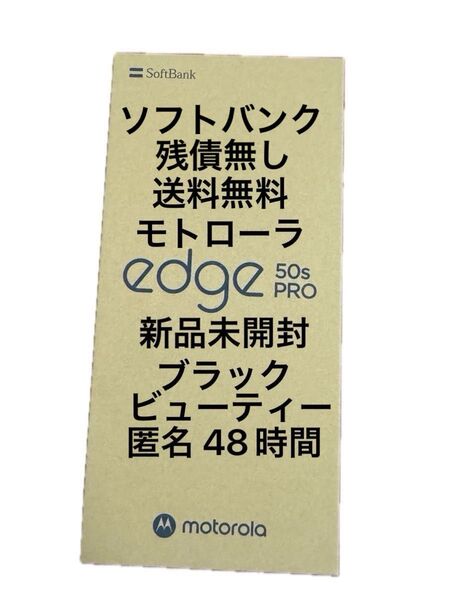 SoftBank
ソフトバンク
残債無し
送料無料
モトローラ
edge 50s PRO
新品未開封
ブラック
ビューティー
匿名 48時間
motorola